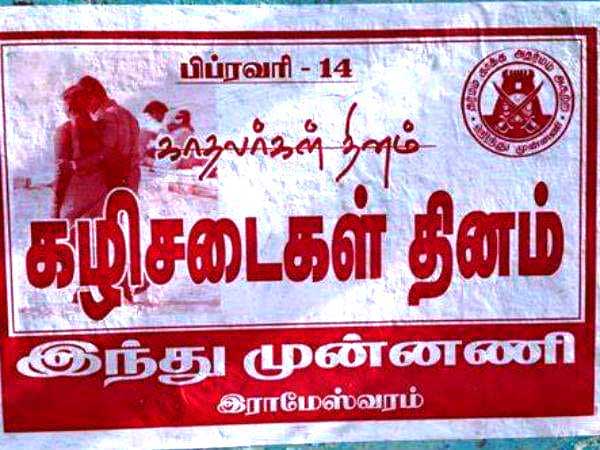 பிப்ரவரி - 14
காதலர்கள் தினம்
கழிசடைகள் தினம்
இந்து முன்னணி
இராமேஸ்வரம்